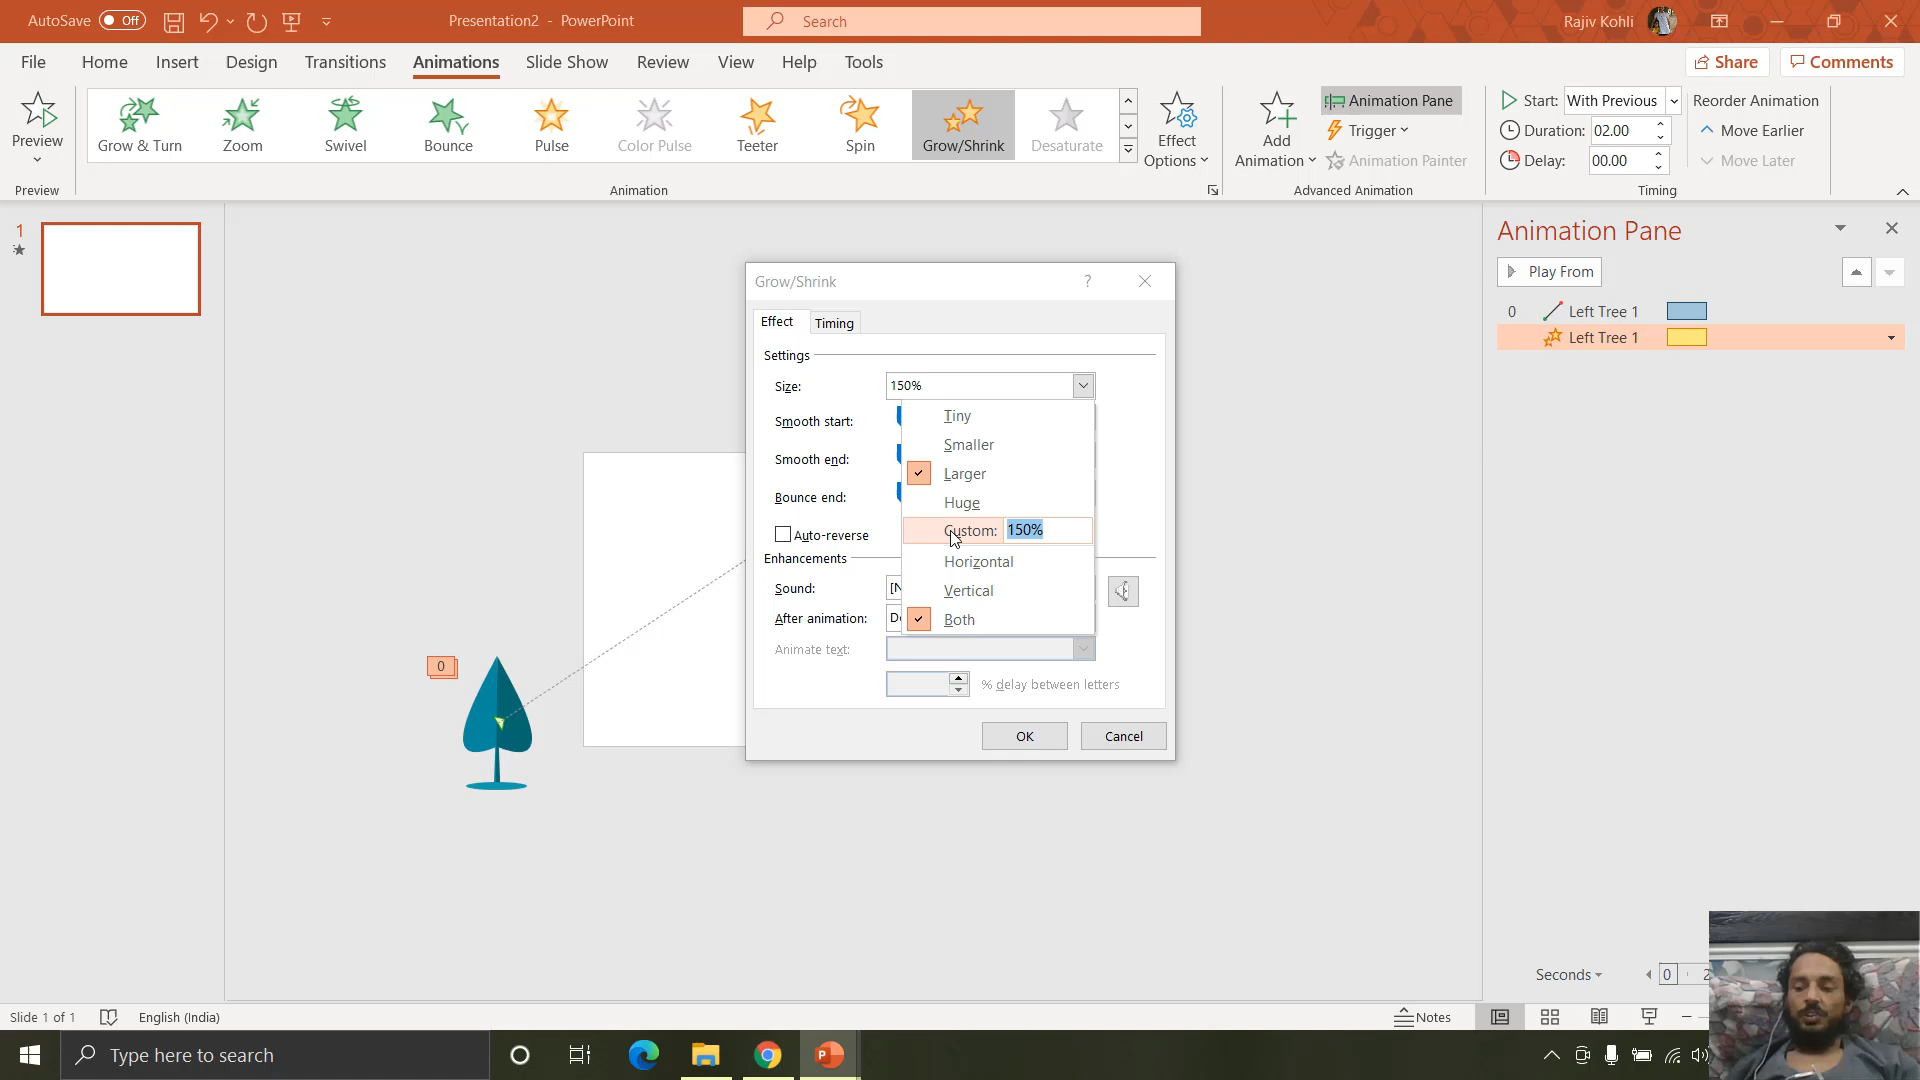 AutoSave Off
Presentation2 - PowerPoint
Search
Rajiv Kohli
File Home Insert Design Transitions Animations Slide Show Review View Help Tools
Share Comments
Preview
Grow & Turn Zoom Swivel Bounce Pulse Color Pulse Teeter Spin Grow/Shrink Desaturate
Effect Options
Add Animation
Animation Pane
Trigger
Animation Painter
Start: With Previous
Duration: 02.00
Delay: 00.00
Reorder Animation
Move Earlier
Move Later
Preview Animation Advanced Animation Timing
1
Animation Pane
Play From
0 Left Tree 1
Left Tree 1
Grow/Shrink ?
Effect Timing
Settings
Size: 150%
Smooth start:
Smooth end:
Bounce end:
Auto-reverse
Tiny
Smaller
Larger
Huge
Custom: 150%
Horizontal
Vertical
Both
Enhancements
Sound: [N
After animation: Do
Animate text:
% delay between letters
OK Cancel
0
Seconds 0 2
Slide 1 of 1 English (India)
Notes
Type here to search